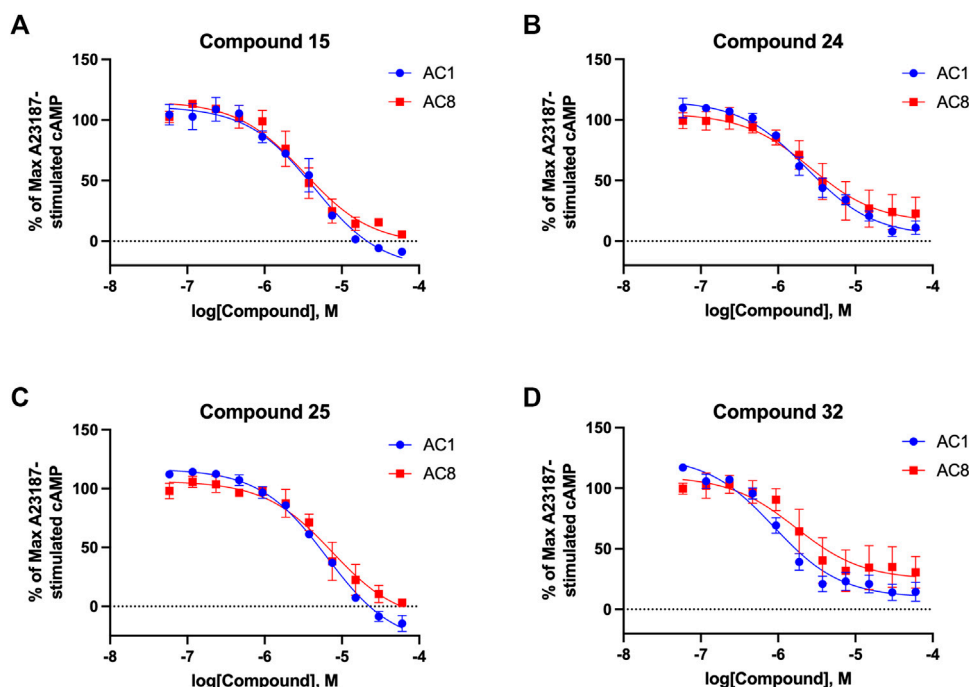 A
Compound 15
% of Max A23187-
stimulated cAMP
150
100
50
0
-8
-7
-6
-5
-4
log[Compound], M
AC1
AC8
B
Compound 24
% of Max A23187-
stimulated cAMP
150
100
50
0
-8
-7
-6
-5
-4
log[Compound], M
AC1
AC8
C
Compound 25
% of Max A23187-
stimulated cAMP
150
100
50
0
-8
-7
-6
-5
-4
log[Compound], M
AC1
AC8
D
Compound 32
% of Max A23187-
stimulated cAMP
150
100
50
0
-8
-7
-6
-5
-4
log[Compound], M
AC1
AC8